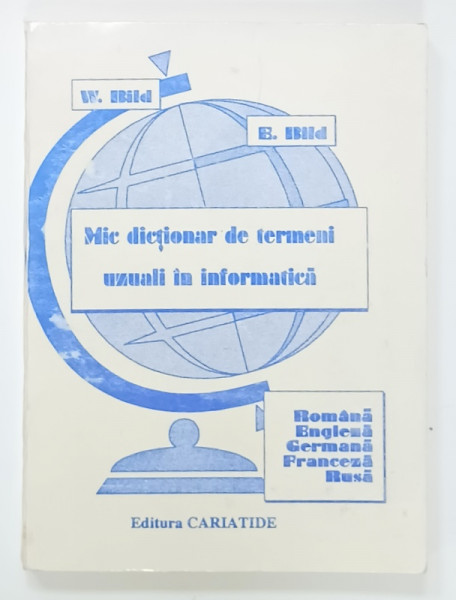 W. Bild
E. Bild
Mic dicționar de termeni
uzuali în informatică
Română
Engleză
Germană
Franceză
Rusă
Editura CARIATIDE